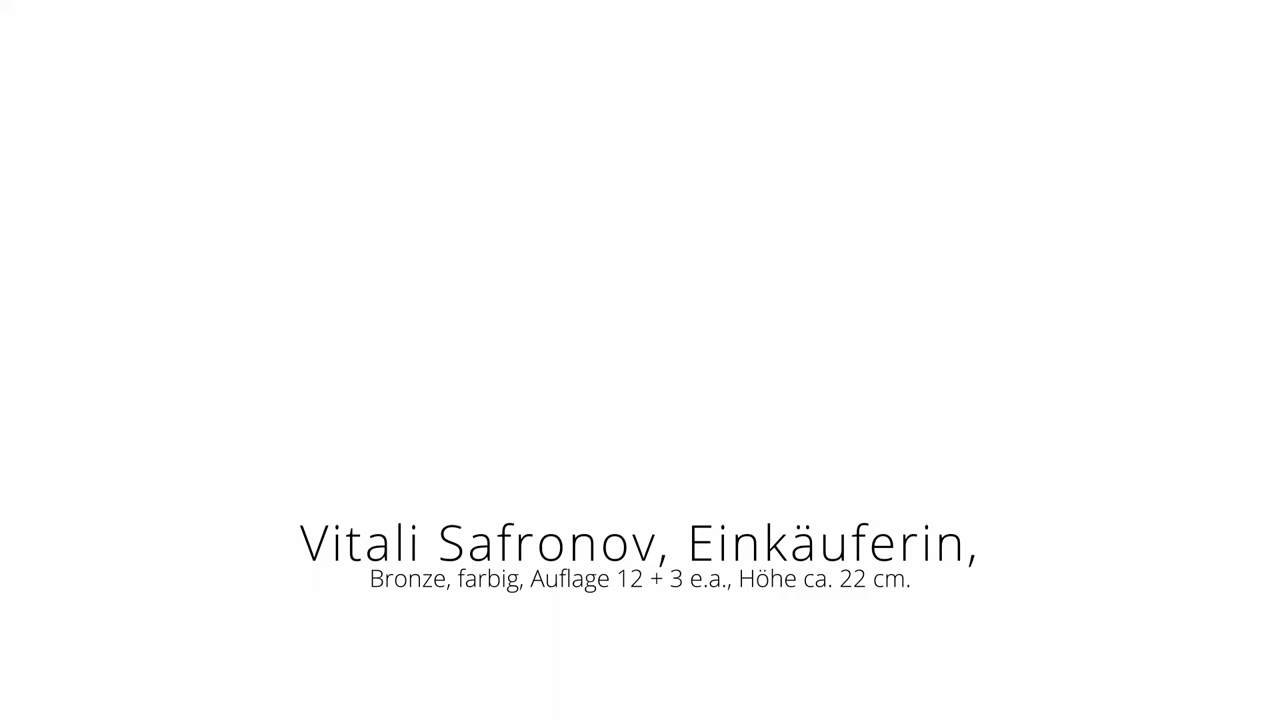 Vitali Safronov, Einkäuferin,
Bronze, farbig, Auflage 12 + 3 e.a., Höhe ca. 22 cm.